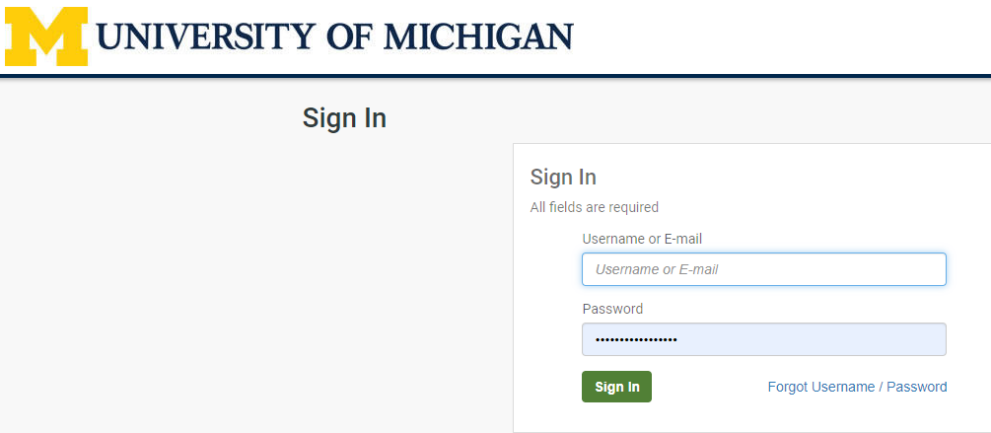 M UNIVERSITY OF MICHIGAN
Sign In
Sign In
All fields are required
Username or E-mail
Username or E-mail
Password
•••••••••••••••••
Sign In Forgot Username / Password